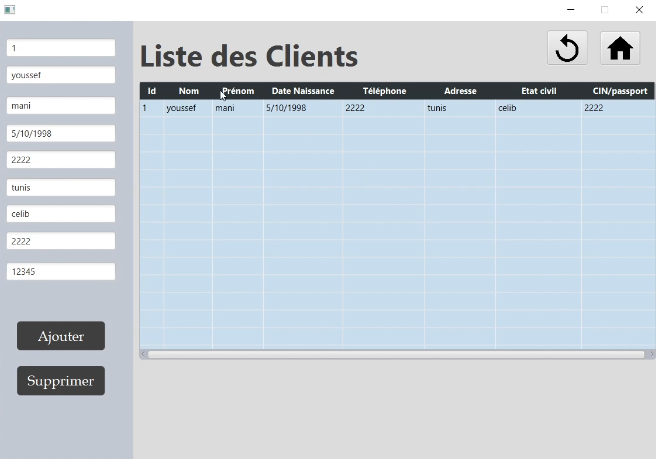 1
youssef
mani
5/10/1998
2222
tunis
celib
2222
12345
Ajouter
Supprimer
Liste des Clients
Id Nom Prénom Date Naissance Téléphone Adresse Etat civil CIN/passport
1 youssef mani 5/10/1998 2222 tunis celib 2222